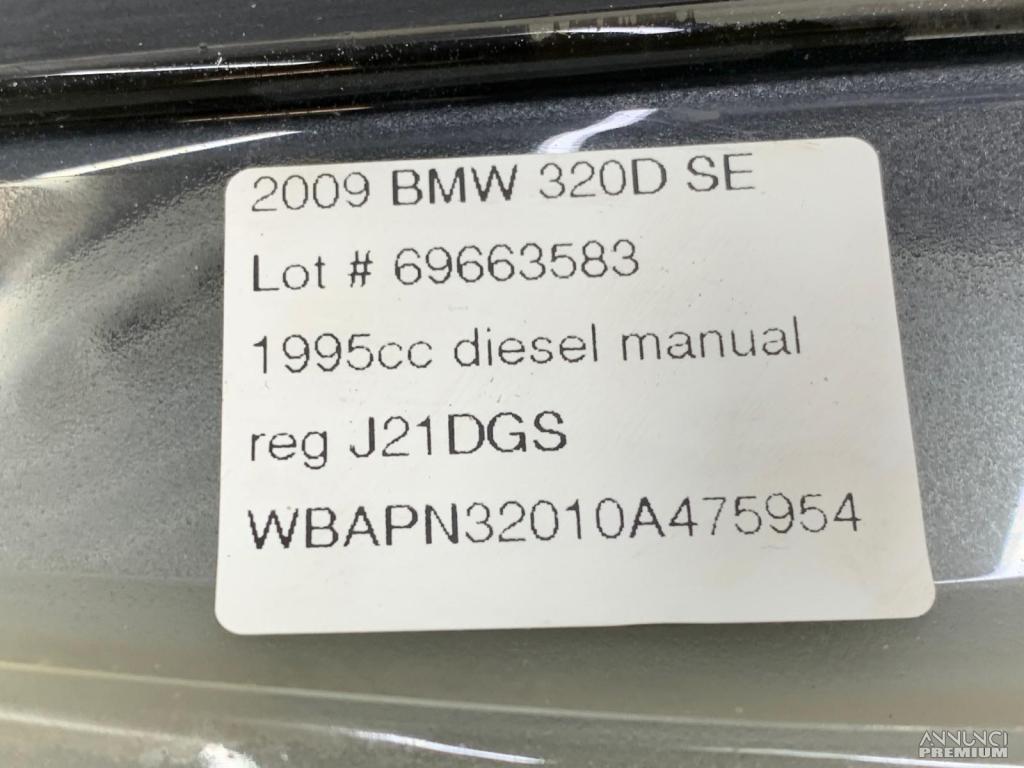 2009 BMW 320D SE
Lot # 69663583
1995cc diesel manual
reg J21DGS
WBAPN32010A475954
ANNUNCI
PREMIUM